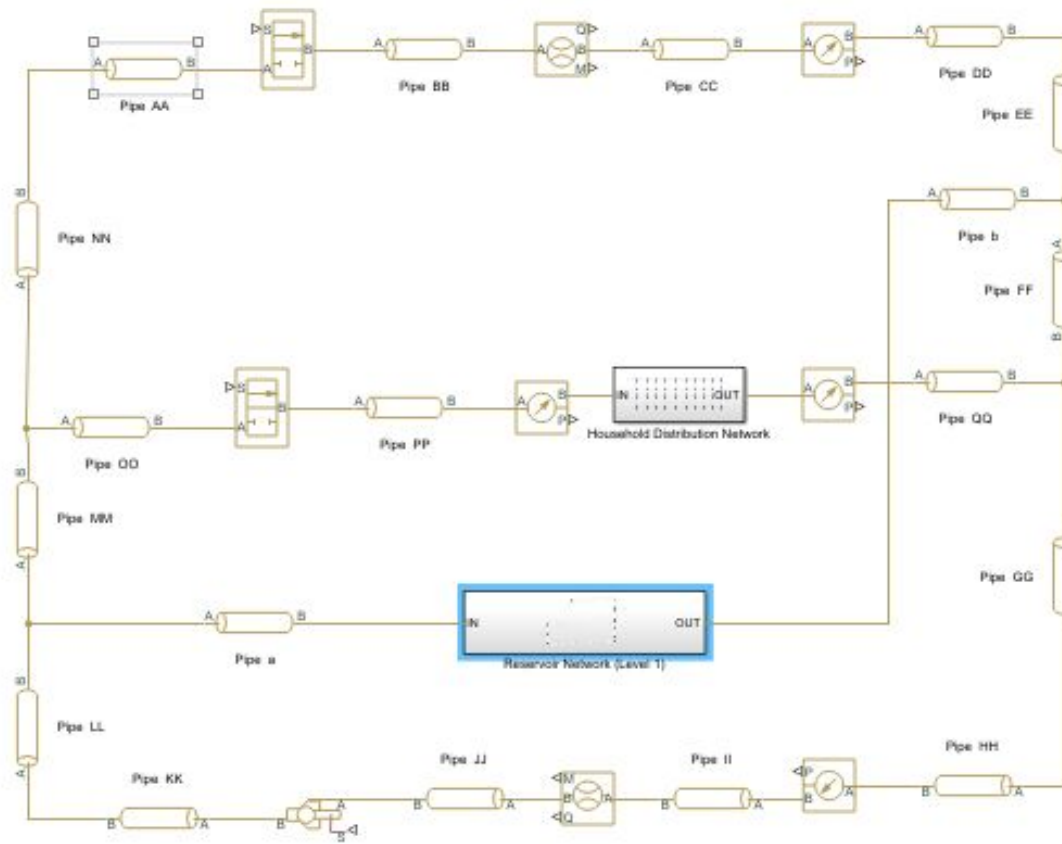 S Q
A B A B B A B A B A B
A B A M P Pipe DD
Pipe AA Pipe BB Pipe CC
Pipe EE
B
A B
Pipe NN
Pipe b
A
A Pipe FF
S B
A B B A B
B A B IN OUT
A B A A P P Pipe QQ
Household Distribution Network
Pipe OO Pipe PP
B
Pipe MM
A
Pipe GG
A B IN OUT
Pipe a Reservoir Network (Level 1)
B
Pipe LL
Pipe JJ Pipe II Pipe HH
A Pipe KK M P
A B A B A B A B A B A
B A B Q
S